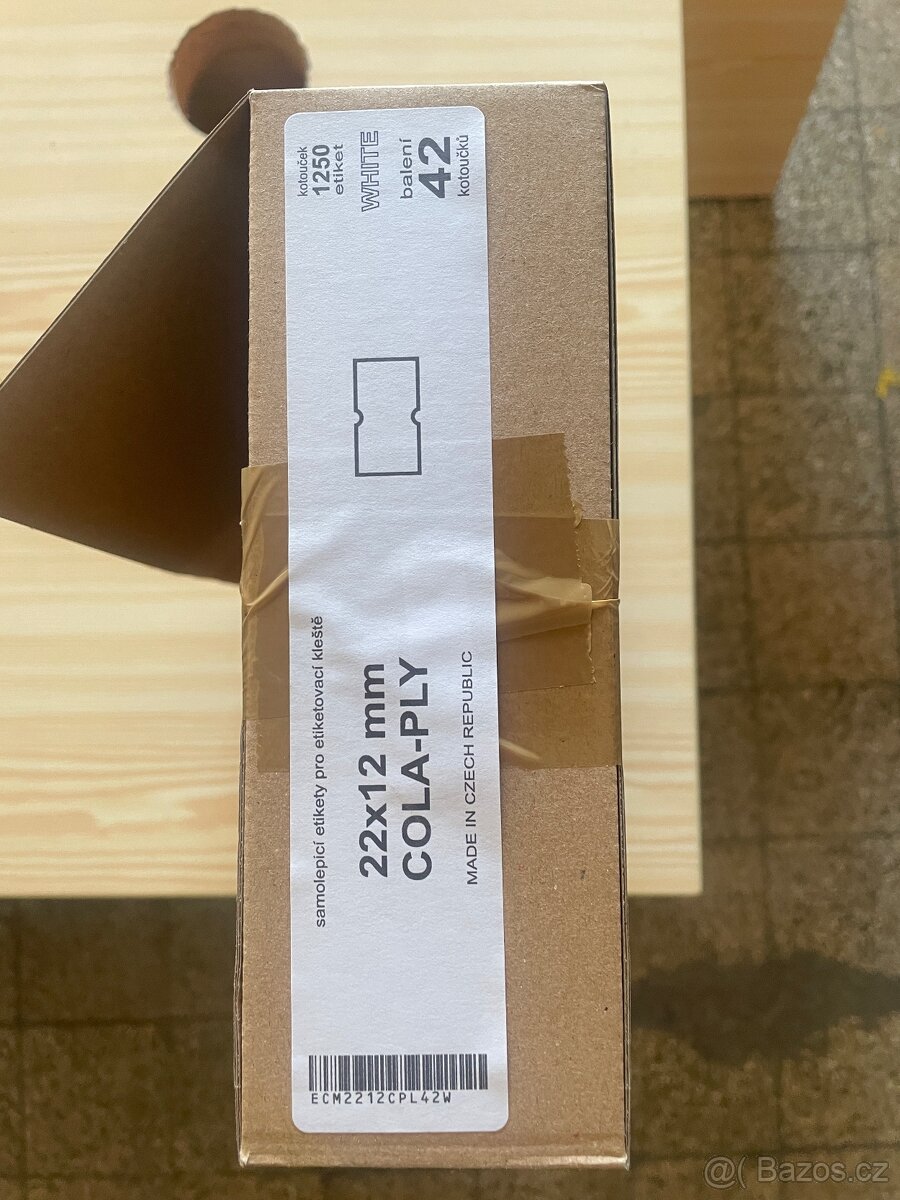 samolepicí etikety pro etiketovací kleště
22x12 mm
COLA-PLY
MADE IN CZECH REPUBLIC
kotouček
1250
etiket
WHITE
balení
42
kotoučků
ECM2212CPL42W
@( Bazoš.cz